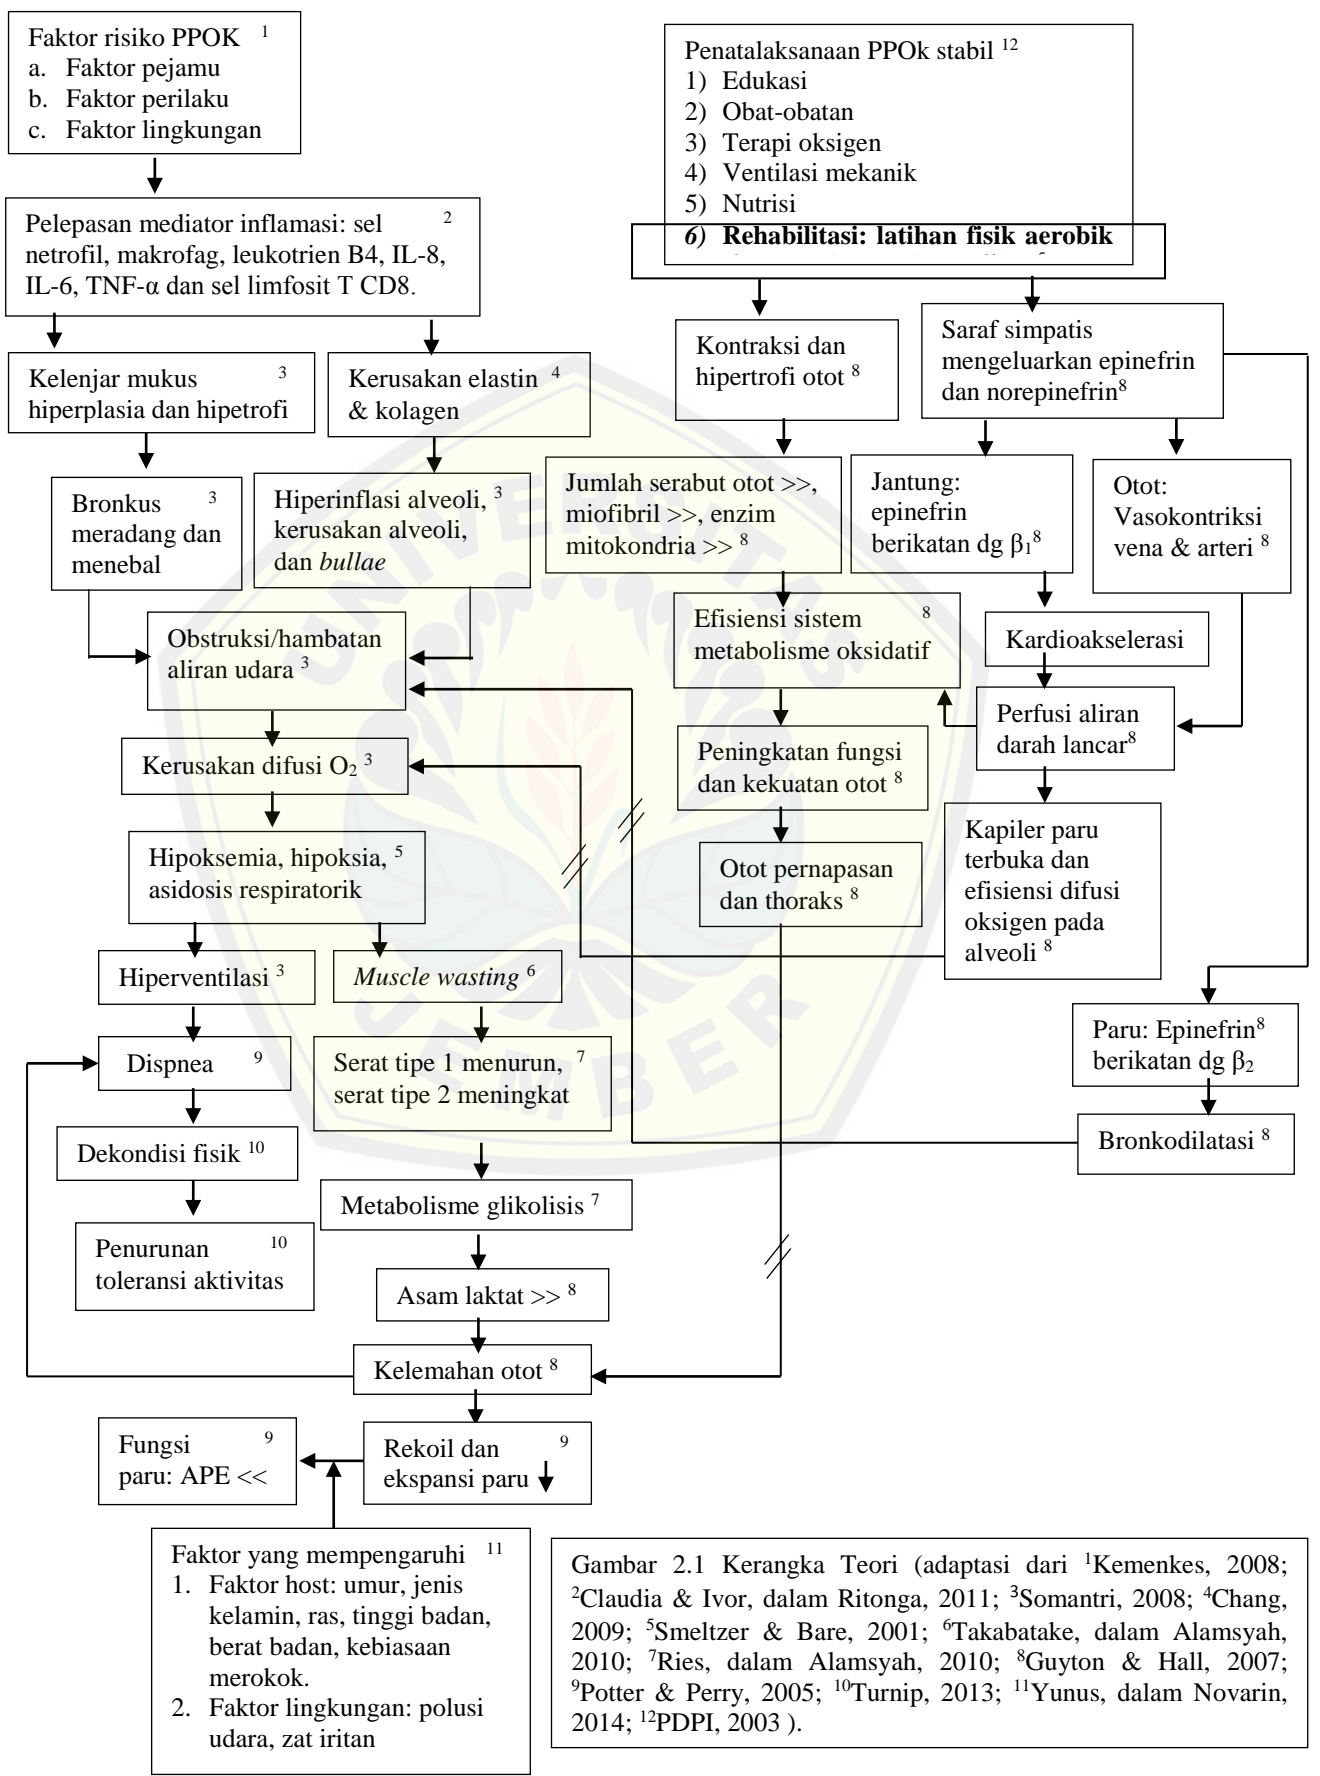 Faktor risiko PPOK 1
a. Faktor pejamu
b. Faktor perilaku
c. Faktor lingkungan
Pelepasan mediator inflamasi: sel 2
netrofil, makrofag, leukotrien B4, IL-8,
IL-6, TNF-α dan sel limfosit T CD8.
Kelenjar mukus 3
hiperplasia dan hipetrofi
Kerusakan elastin 4
& kolagen
Bronkus 3
meradang dan
menebal
Hiperinflasi alveoli, 3
kerusakan alveoli,
dan bullae
Obstruksi/hambatan
aliran udara 3
Kerusakan difusi O2 3
Hipoksemia, hipoksia, 5
asidosis respiratorik
Hiperventilasi 3
Muscle wasting 6
Dispnea 9
Serat tipe 1 menurun, 7
serat tipe 2 meningkat
Dekondisi fisik 10
Metabolisme glikolisis 7
Penurunan 10
toleransi aktivitas
Asam laktat >> 8
Kelemahan otot 8
Fungsi 9
paru: APE <<
Rekoil dan 9
ekspansi paru
Faktor yang mempengaruhi 11
1. Faktor host: umur, jenis
kelamin, ras, tinggi badan,
berat badan, kebiasaan
merokok.
2. Faktor lingkungan: polusi
udara, zat iritan
Penatalaksanaan PPOk stabil 12
1) Edukasi
2) Obat-obatan
3) Terapi oksigen
4) Ventilasi mekanik
5) Nutrisi
6) Rehabilitasi: latihan fisik aerobik
Kontraksi dan
hipertrofi otot 8
Saraf simpatis
mengeluarkan epinefrin
dan norepinefrin8
Jumlah serabut otot >>,
miofibril >>, enzim
mitokondria >> 8
Jantung:
epinefrin
berikatan dg β1 8
Otot:
Vasokontriksi
vena & arteri 8
Efisiensi sistem 8
metabolisme oksidatif
Kardioakselerasi
Peningkatan fungsi
dan kekuatan otot 8
Perfusi aliran
darah lancar8
Otot pernapasan
dan thoraks 8
Kapiler paru
terbuka dan
efisiensi difusi
oksigen pada
alveoli 8
Paru: Epinefrin8
berikatan dg β2
Bronkodilatasi 8
Gambar 2.1 Kerangka Teori (adaptasi dari 1Kemenkes, 2008;
2Claudia & Ivor, dalam Ritonga, 2011; 3Somantri, 2008; 4Chang,
2009; 5Smeltzer & Bare, 2001; 6Takabatake, dalam Alamsyah,
2010; 7Ries, dalam Alamsyah, 2010; 8Guyton & Hall, 2007;
9Potter & Perry, 2005; 10Turnip, 2013; 11Yunus, dalam Novarin,
2014; 12PDPI, 2003 ).
UNIVERSITAS
JEMBER